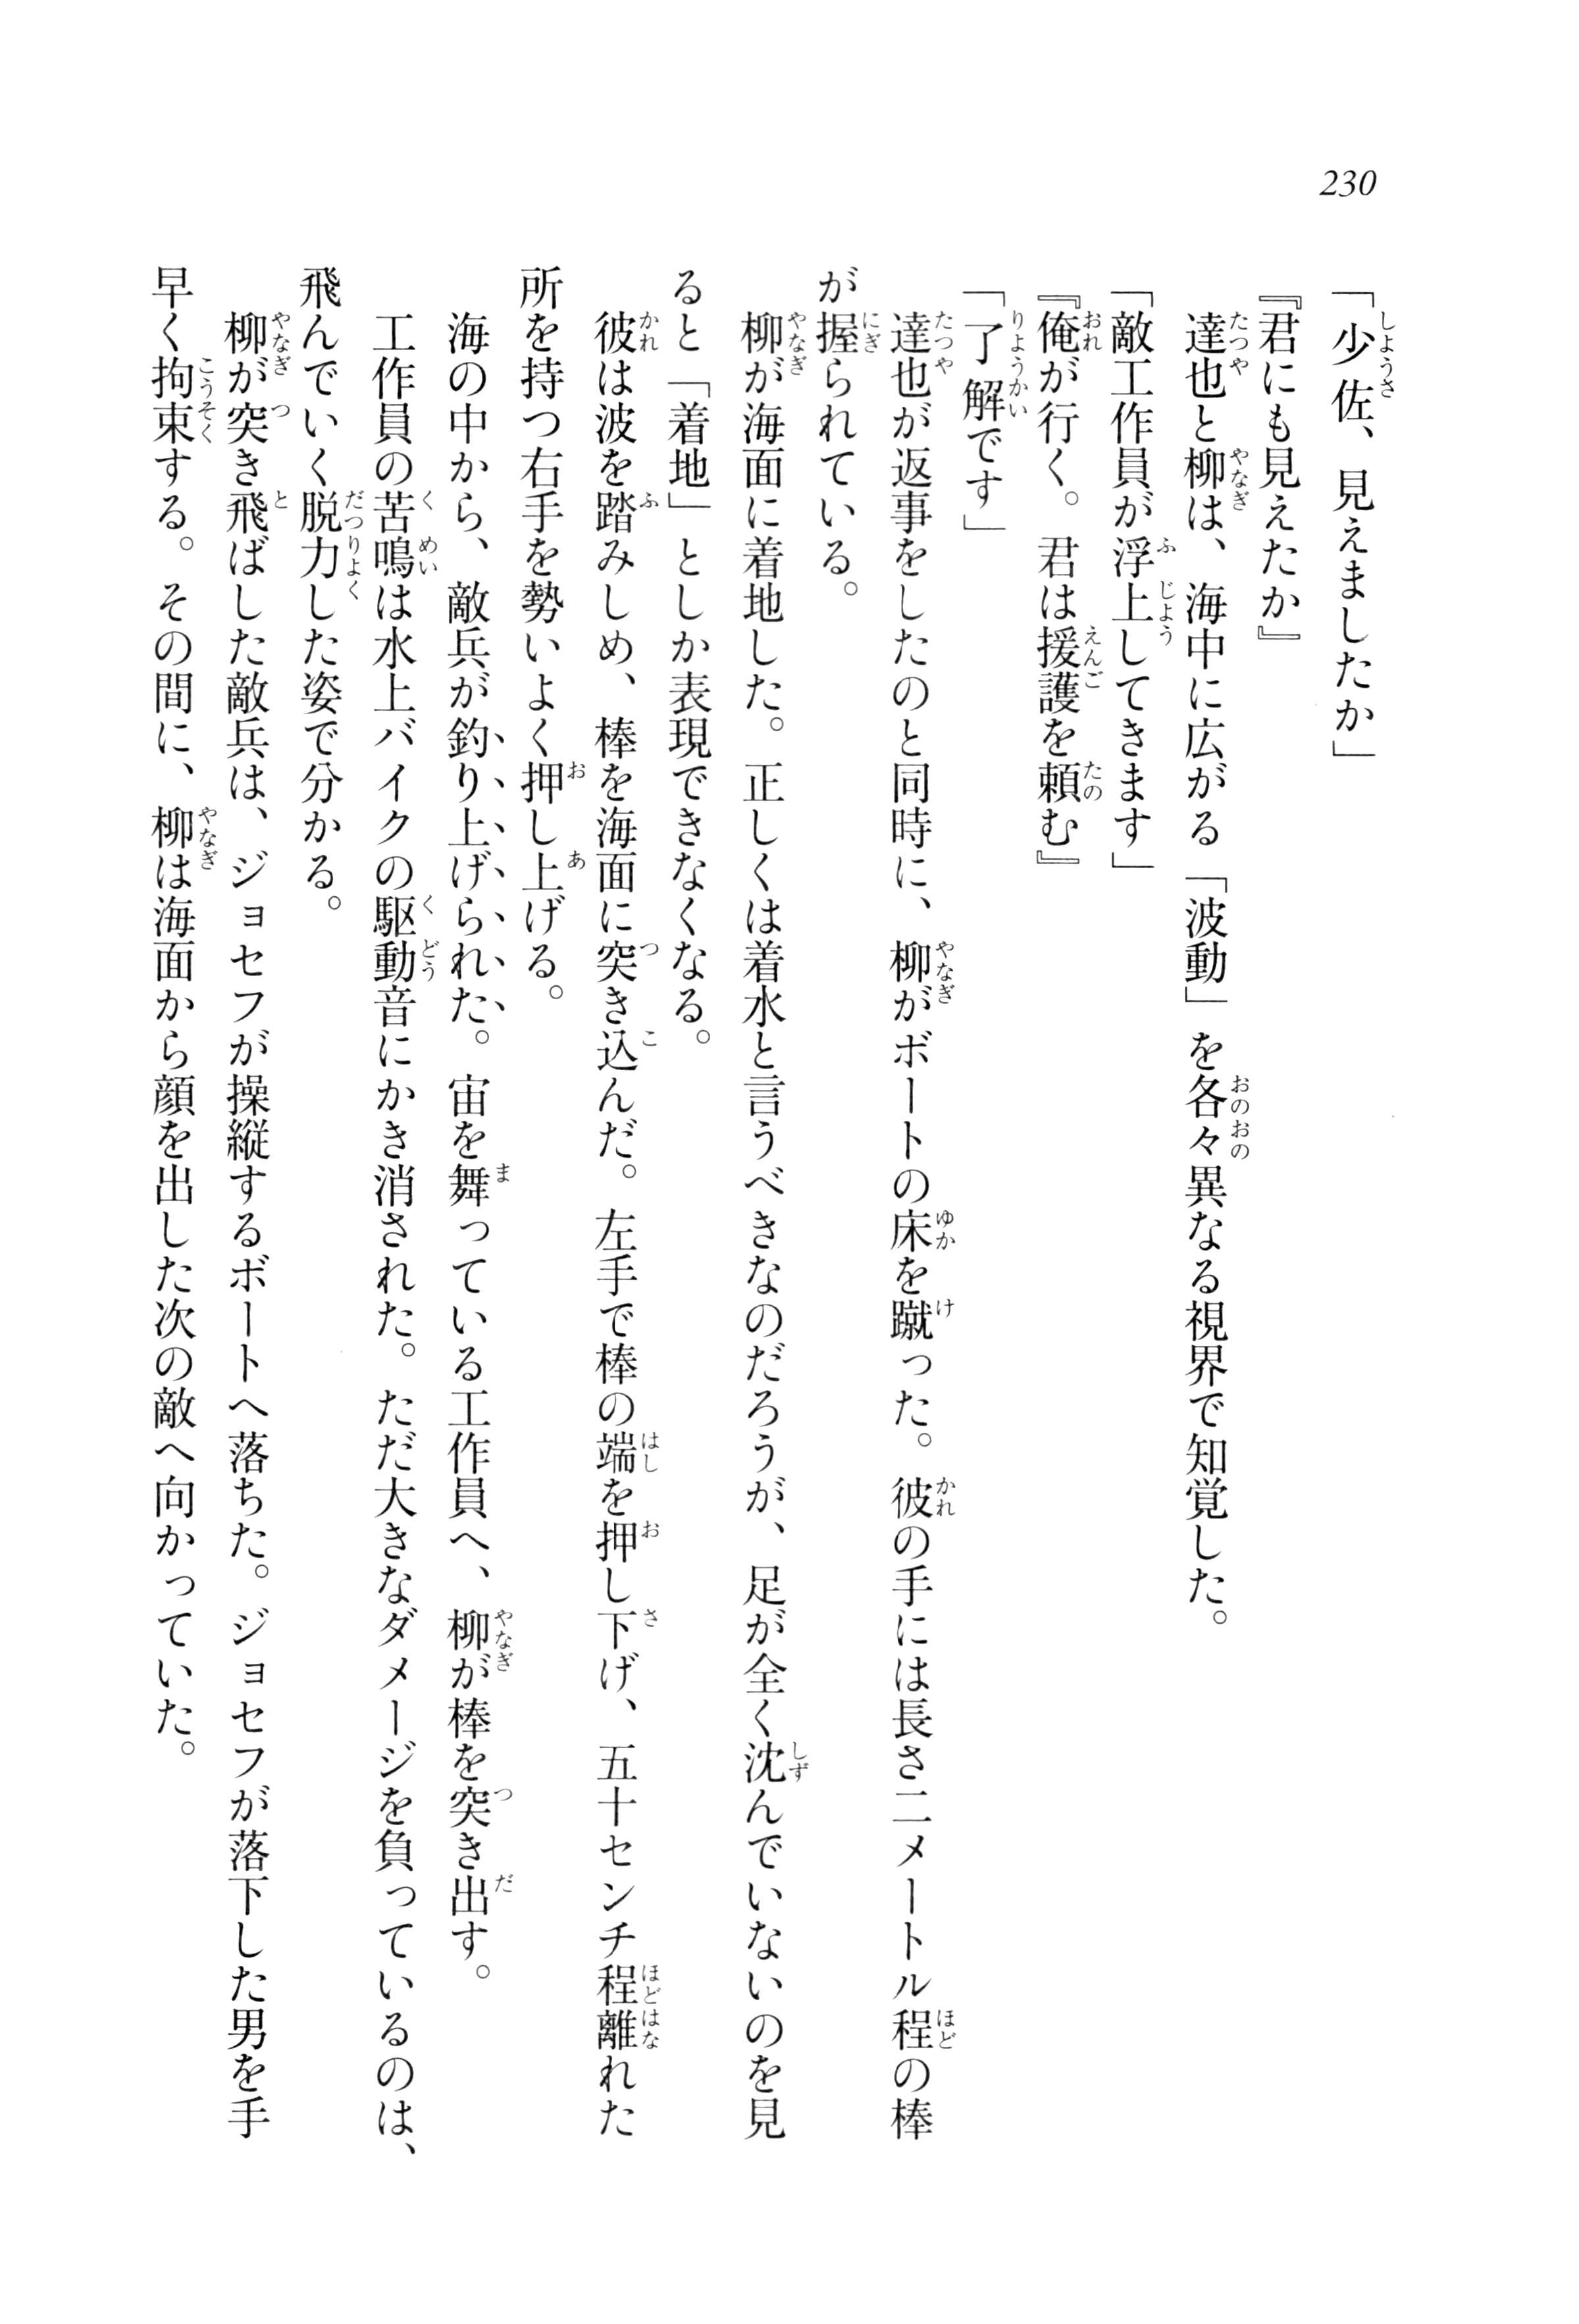 230
「少佐、見えましたか」
『君にも見えたか』
達也と柳は、海中に広がる「波動」を各々異なる視界で知覚した。
「敵工作員が浮上してきます」
『俺が行く。君は援護を頼む』
「了解です」
達也が返事をしたのと同時に、柳がボートの床を蹴った。彼の手には長さ二メートル程の棒
が握られている。
柳が海面に着地した。正しくは着水と言うべきなのだろうが、足が全く沈んでいないのを見
ると「着地」としか表現できなくなる。
彼は波を踏みしめ、棒を海面に突き込んだ。左手で棒の端を押し下げ、五十センチ程離れた
所を持つ右手を勢いよく押し上げる。
海の中から、敵兵が釣り上げられた。宙を舞っている工作員へ、柳が棒を突き出す。
工作員の苦鳴は水上バイクの駆動音にかき消された。ただ大きなダメージを負っているのは、
飛んでいく脱力した姿で分かる。
柳が突き飛ばした敵兵は、ジョセフが操縦するボートへ落ちた。ジョセフが落下した男を手
早く拘束する。その間に、柳は海面から顔を出した次の敵へ向かっていた。